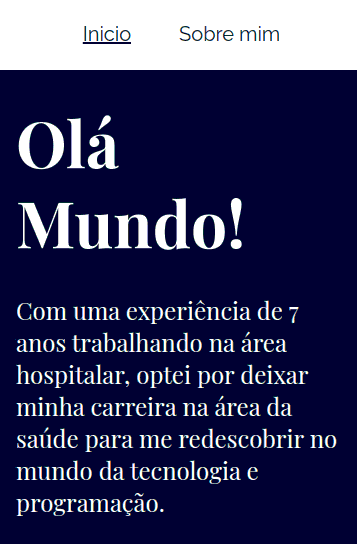 Inicio Sobre mim
Olá
Mundo!
Com uma experiência de 7
anos trabalhando na área
hospitalar, optei por deixar
minha carreira na área da
saúde para me redescobrir no
mundo da tecnologia e
programação.